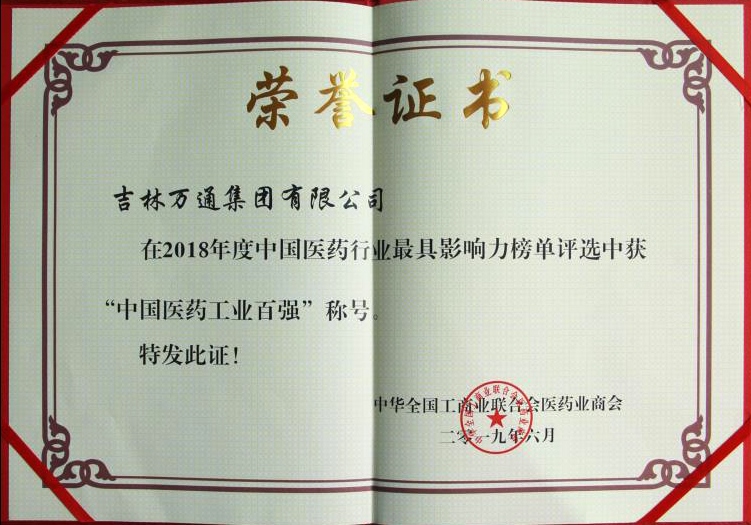 荣誉证书
吉林万通集团有限公司
在2018年度中国医药行业最具影响力榜单评选中获
“中国医药工业百强”称号。
特发此证！
中华全国工商业联合会医药业商会
二零一九年六月